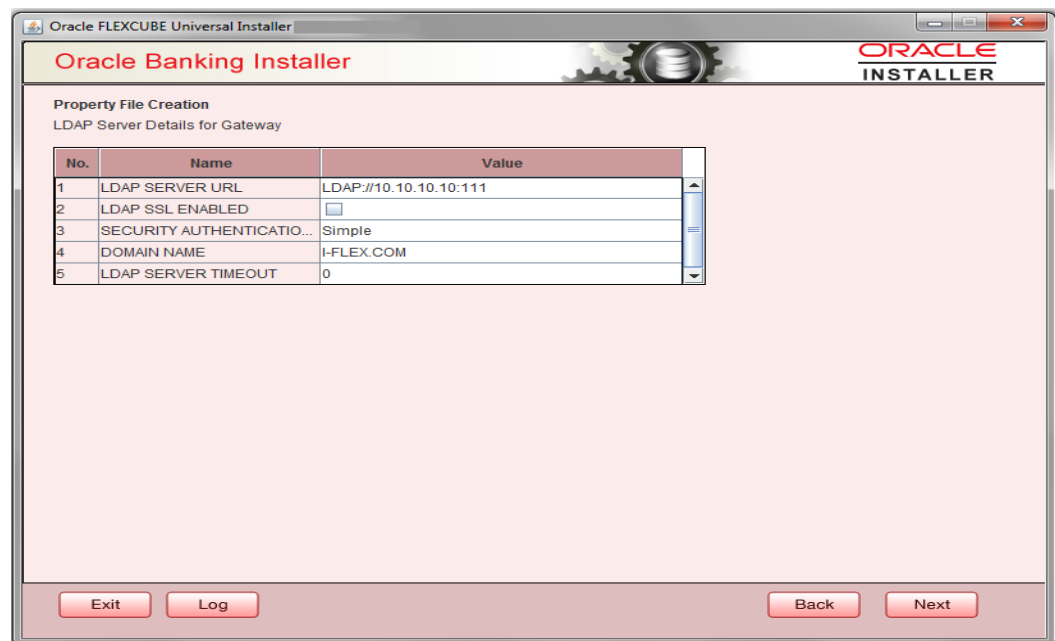 Oracle FLEXCUBE Universal Installer
Oracle Banking Installer
ORACLE
INSTALLER
Property File Creation
LDAP Server Details for Gateway
No. Name Value
1 LDAP SERVER URL LDAP://10.10.10.10:111
2 LDAP SSL ENABLED
3 SECURITY AUTHENTICATIO... Simple
4 DOMAIN NAME I-FLEX.COM
5 LDAP SERVER TIMEOUT 0
Exit Log Back Next